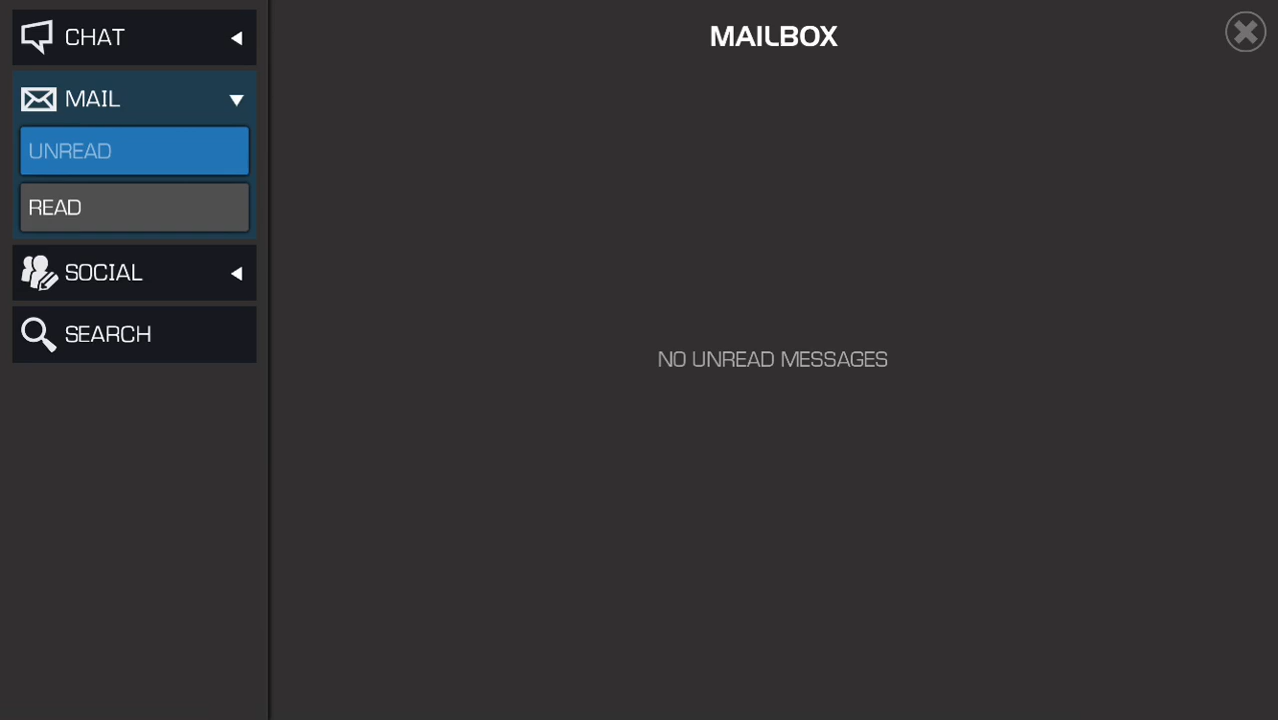 CHAT
MAIL
UNREAD
READ
SOCIAL
SEARCH
MAILBOX
NO UNREAD MESSAGES